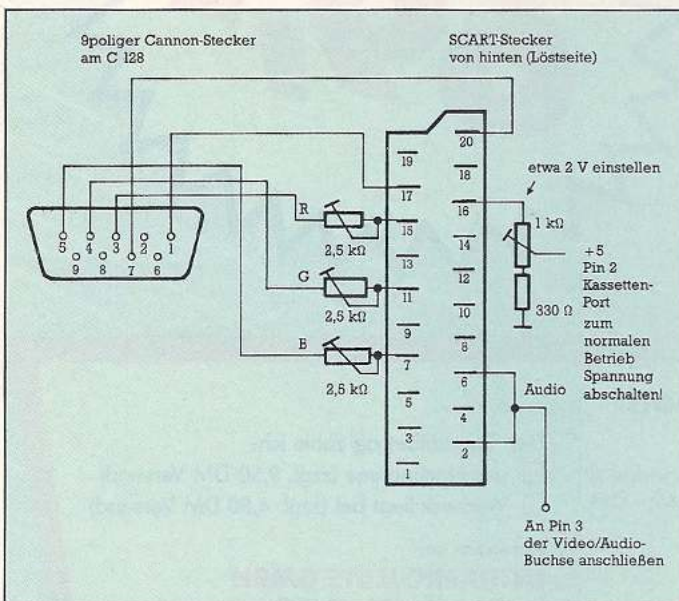 9poliger Cannon-Stecker
am C 128
SCART-Stecker
von hinten (Löstseite)
etwa 2 V einstellen
20
19
18
17
16
15
14
13
12
11
10
9
8
7
6
5
4
3
2
1
R
2,5 kΩ
G
2,5 kΩ
B
2,5 kΩ
5 4 3 2 1
9 8 7 6
1 kΩ
330 Ω
+5
Pin 2
Kassetten-
Port
zum
normalen
Betrieb
Spannung
abschalten!
Audio
An Pin 3
der Video/Audio-
Buchse anschließen